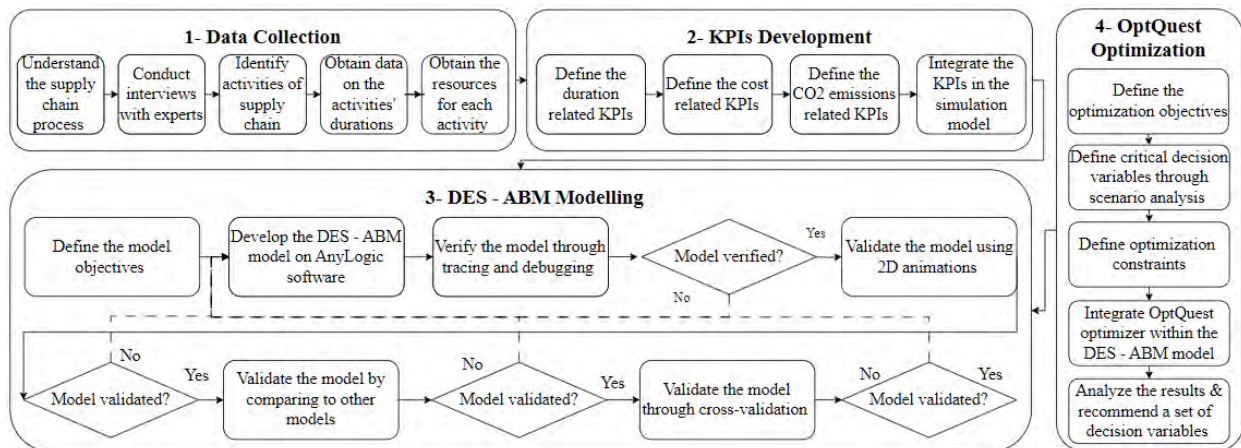 1- Data Collection
Understand the supply chain process
Conduct interviews with experts
Identify activities of supply chain
Obtain data on the activities' durations
Obtain the resources for each activity
2- KPIs Development
Define the duration related KPIs
Define the cost related KPIs
Define the CO2 emissions related KPIs
Integrate the KPIs in the simulation model
3- DES - ABM Modelling
Define the model objectives
Develop the DES - ABM model on AnyLogic software
Verify the model through tracing and debugging
Model verified?
Yes
No
Validate the model using 2D animations
Model validated?
No
Yes
Validate the model by comparing to other models
Model validated?
No
Yes
Validate the model through cross-validation
Model validated?
No
Yes
4- OptQuest Optimization
Define the optimization objectives
Define critical decision variables through scenario analysis
Define optimization constraints
Integrate OptQuest optimizer within the DES - ABM model
Analyze the results & recommend a set of decision variables